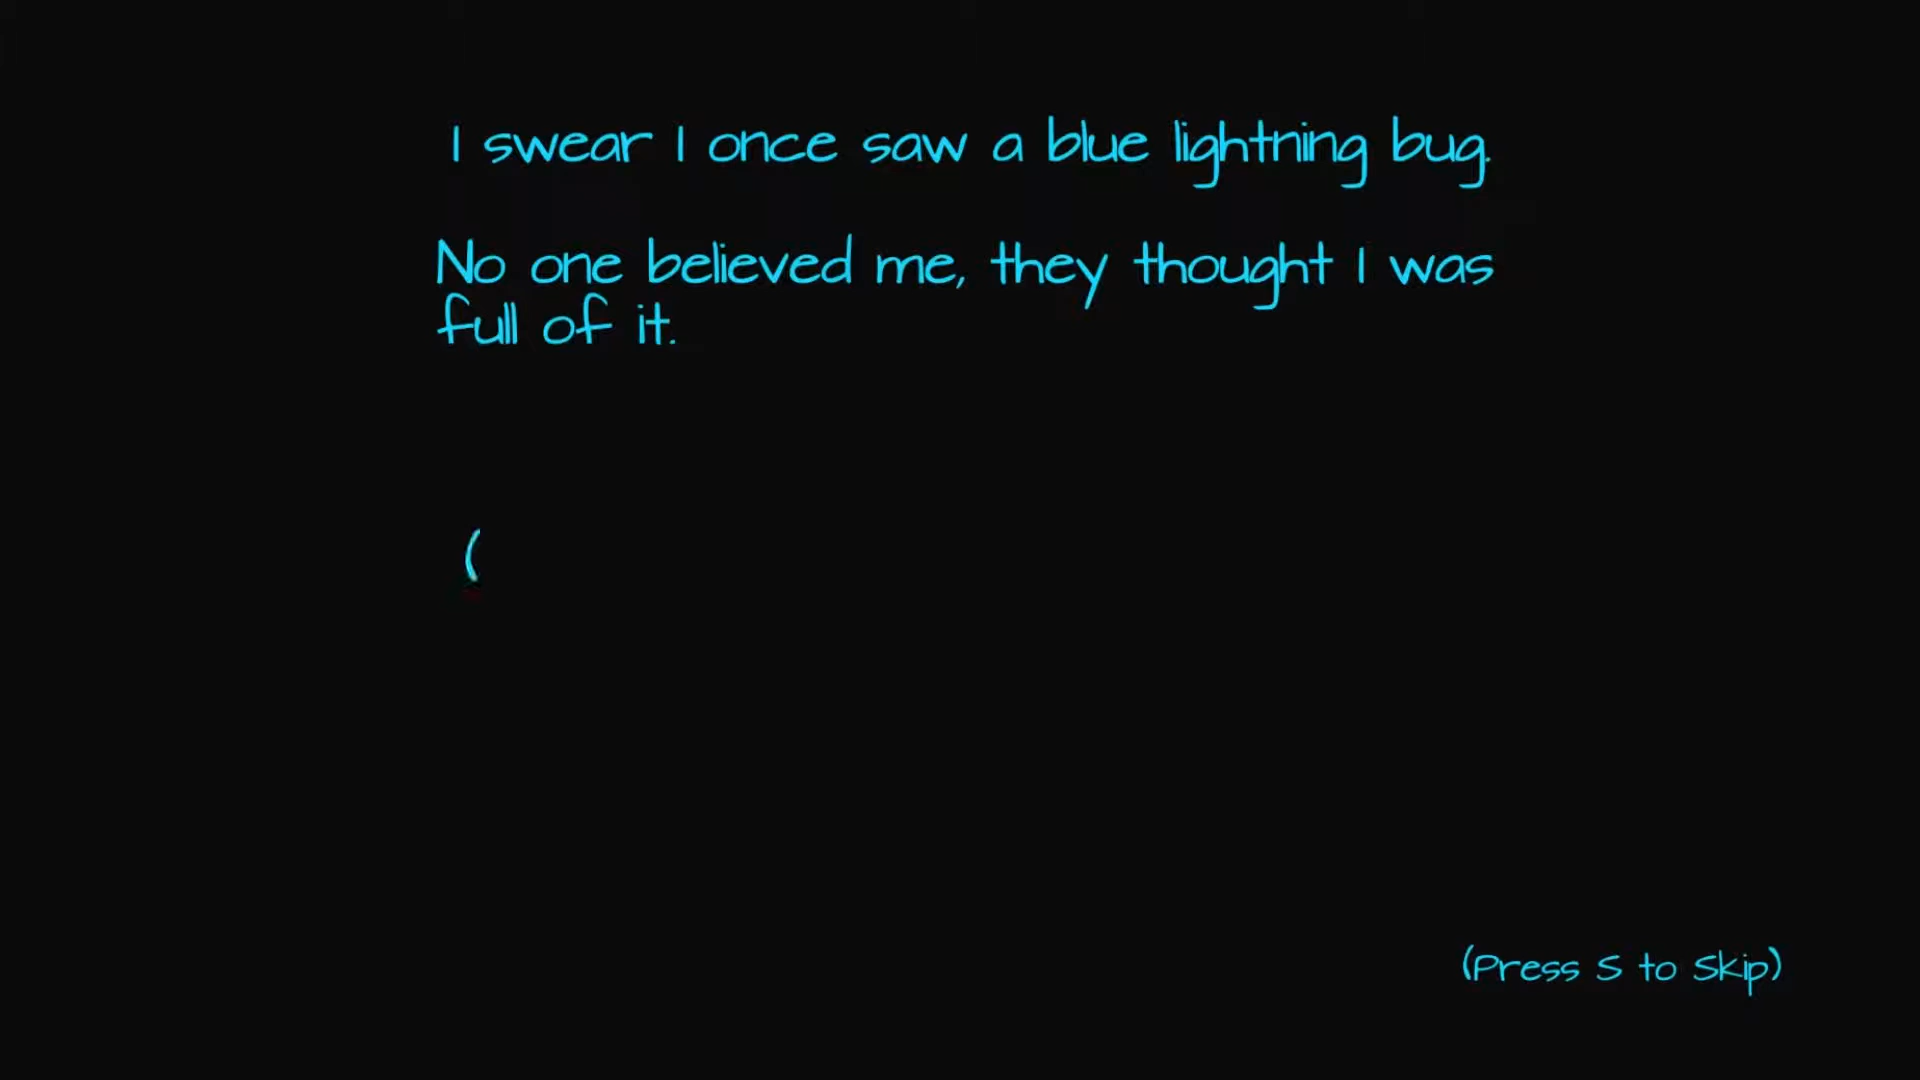 I swear I once saw a blue lightning bug.
No one believed me, they thought I was
full of it.
(
(Press S to Skip)